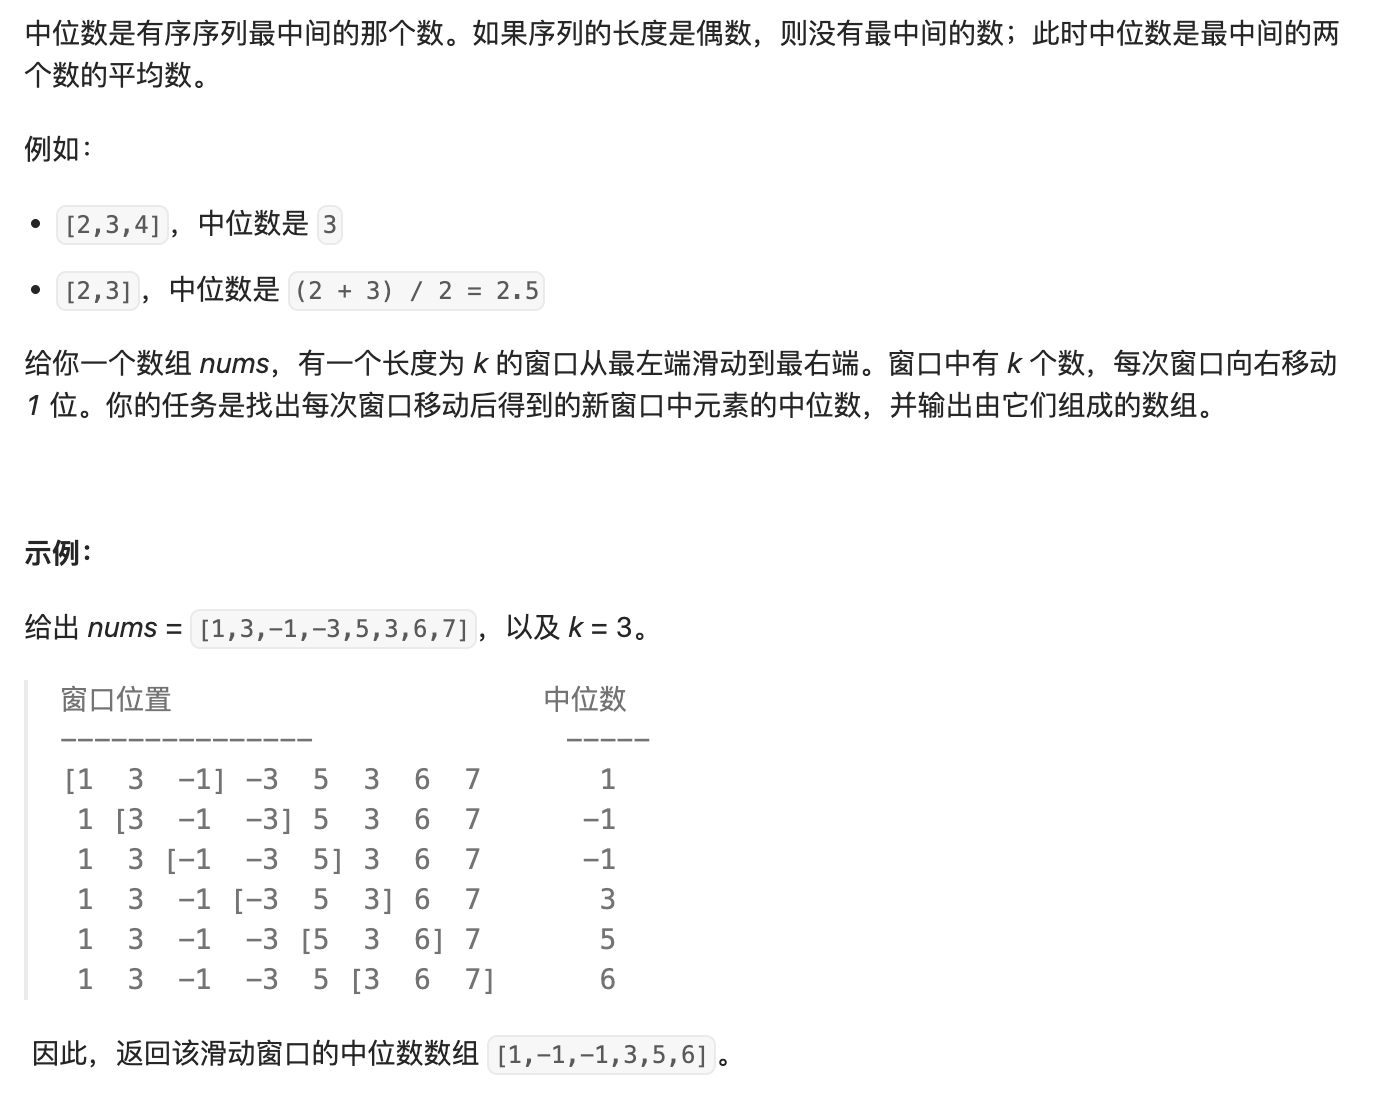 中位数是有序序列最中间的那个数。如果序列的长度是偶数，则没有最中间的数；此时中位数是最中间的两
个数的平均数。
例如：
• [2,3,4]，中位数是 3
• [2,3]，中位数是 (2 + 3) / 2 = 2.5
给你一个数组 nums，有一个长度为 k 的窗口从最左端滑动到最右端。窗口中有 k 个数，每次窗口向右移动
1 位。你的任务是找出每次窗口移动后得到的新窗口中元素的中位数，并输出由它们组成的数组。
示例：
给出 nums = [1,3,-1,-3,5,3,6,7]，以及 k = 3。
窗口位置                      中位数
---------------               -----
[1  3  -1] -3  5  3  6  7       1
 1 [3  -1  -3] 5  3  6  7      -1
 1  3 [-1  -3  5] 3  6  7      -1
 1  3  -1 [-3  5  3] 6  7       3
 1  3  -1  -3 [5  3  6] 7       5
 1  3  -1  -3  5 [3  6  7]      6
因此，返回该滑动窗口的中位数数组 [1,-1,-1,3,5,6]。